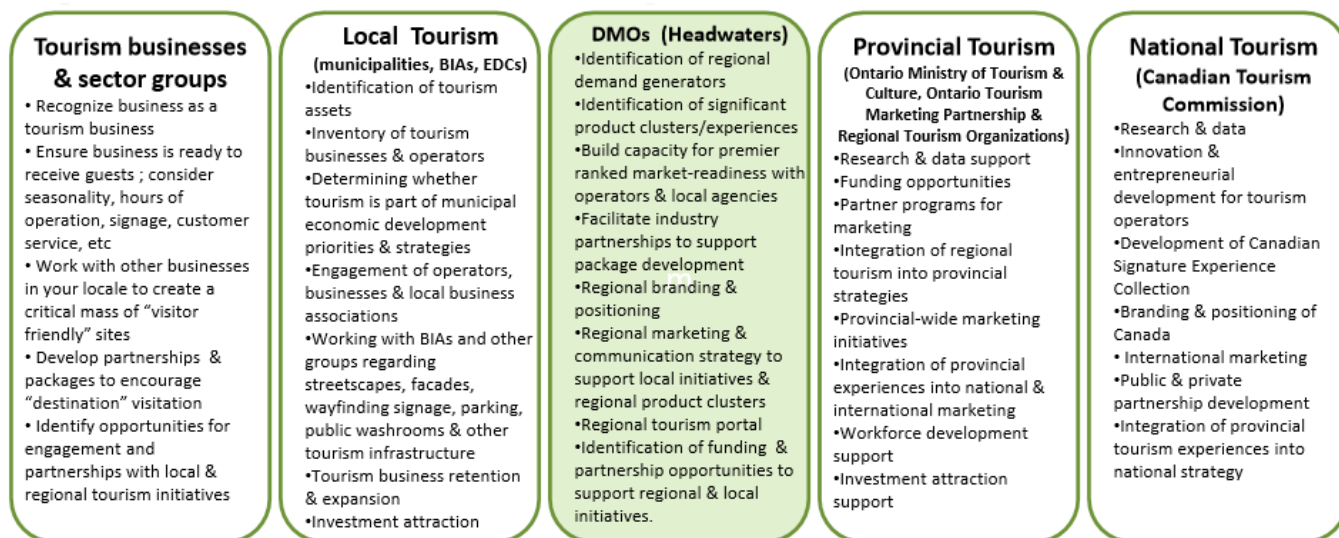 Tourism businesses
& sector groups
• Recognize business as a
tourism business
• Ensure business is ready to
receive guests ; consider
seasonality, hours of
operation, signage, customer
service, etc
• Work with other businesses
in your locale to create a
critical mass of “visitor
friendly” sites
• Develop partnerships & 
packages to encourage
“destination” visitation
• Identify opportunities for
engagement and
partnerships with local &
regional tourism initiatives
Local Tourism
(municipalities, BIAs, EDCs)
•Identification of tourism
assets
•Inventory of tourism
businesses & operators
•Determining whether
tourism is part of municipal
economic development
priorities & strategies
•Engagement of operators,
businesses & local business
associations
•Working with BIAs and other
groups regarding
streetscapes, facades,
wayfinding signage, parking,
public washrooms & other
tourism infrastructure
•Tourism business retention
& expansion
•Investment attraction
DMOs (Headwaters)
•Identification of regional
demand generators
•Identification of significant
product clusters/experiences
•Build capacity for premier
ranked market-readiness with
operators & local agencies
•Facilitate industry
partnerships to support
package development
m
•Regional branding &
positioning
•Regional marketing &
communication strategy to
support local initiatives &
regional product clusters
•Regional tourism portal
•Identification of funding &
partnership opportunities to
support regional & local
initiatives.
Provincial Tourism
(Ontario Ministry of Tourism &
Culture, Ontario Tourism
Marketing Partnership &
Regional Tourism Organizations)
•Research & data support
•Funding opportunities
•Partner programs for
marketing
•Integration of regional
tourism into provincial
strategies
•Provincial-wide marketing
initiatives
•Integration of provincial
experiences into national &
international marketing
•Workforce development
support
•Investment attraction
support
National Tourism
(Canadian Tourism
Commission)
•Research & data
•Innovation &
entrepreneurial
development for tourism
operators
•Development of Canadian
Signature Experience
Collection
•Branding & positioning of
Canada
• International marketing
•Public & private
partnership development
•Integration of provincial
tourism experiences into
national strategy